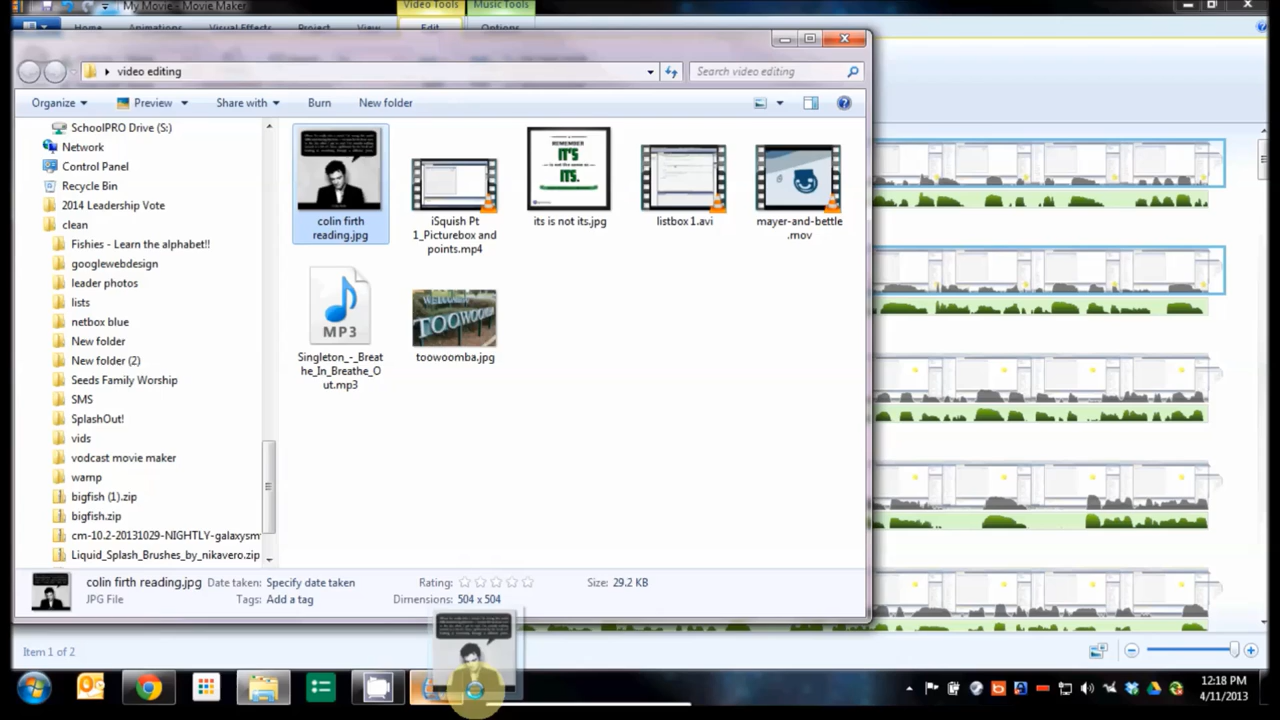 My Movie - Movie Maker
Video Tools
Music Tools
Home
Animations
Visual Effects
Project
View
Edit
Options
video editing
Search video editing
Organize
Preview
Share with
Burn
New folder
SchoolPRO Drive (S:)
Network
Control Panel
Recycle Bin
2014 Leadership Vote
clean
Fishies - Learn the alphabet!!
googlewebdesign
leader photos
lists
netbox blue
New folder
New folder (2)
Seeds Family Worship
SMS
SplashOut!
vids
vodcast movie maker
wamp
bigfish (1).zip
bigfish.zip
cm-10.2-20131029-NIGHTLY-galaxysm
Liquid_Splash_Brushes_by_nikavero.zip
colin firth
reading.jpg
iSquish Pt
1_Picturebox and
points.mp4
REMEMBER
IT'S
is not the same as
ITS.
its is not its.jpg
listbox 1.avi
mayer-and-bettle
.mov
MP3
Singleton_-_Breat
he_In_Breathe_O
ut.mp3
WELCOME
TOOWOOMBA
toowoomba.jpg
colin firth reading.jpg
Date taken: Specify date taken
Rating:
Size: 29.2 KB
JPG File
Tags: Add a tag
Dimensions: 504 x 504
Item 1 of 2
12:18 PM
4/11/2013